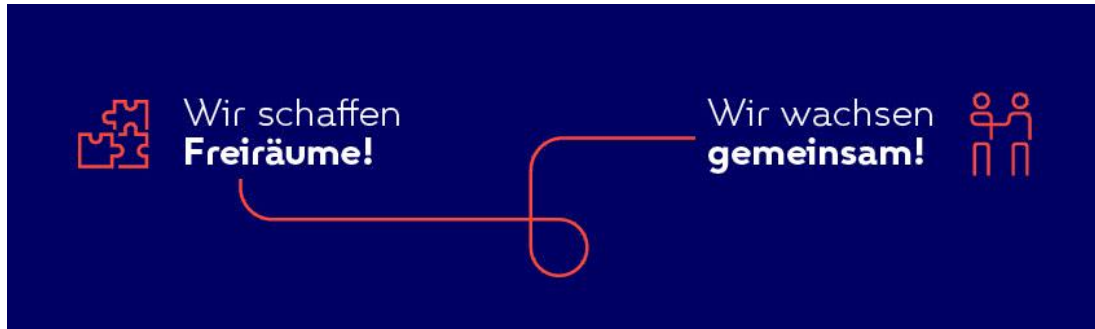 Wir schaffen
Freiräume!
Wir wachsen
gemeinsam!